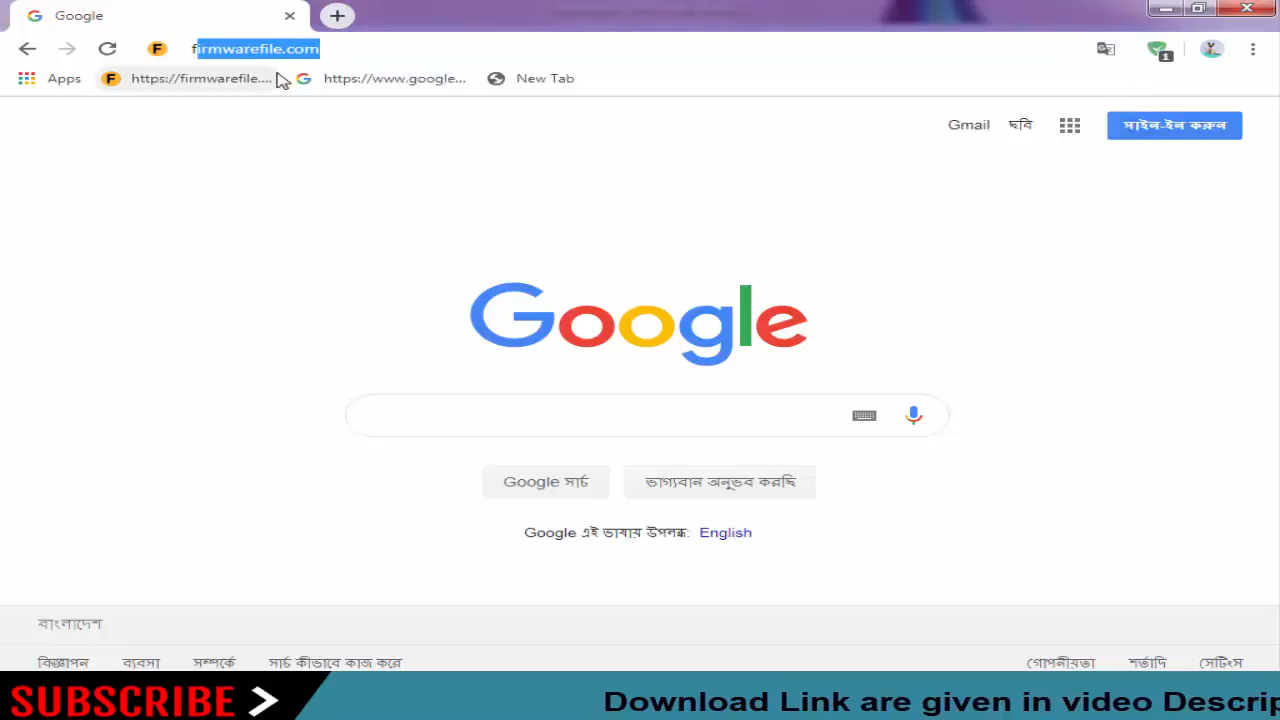 Google
firmwarefile.com
Apps https://firmwarefile.... https://www.google... New Tab
Gmail ছবি সাইন-ইন করুন
Google
Google সার্চ ভাগ্যবান অনুভব করছি
Google এই ভাষায় উপলব্ধ: English
বাংলাদেশ
বিজ্ঞাপন ব্যবসা সম্পর্কে সার্চ কীভাবে কাজ করে গোপনীয়তা শর্তাদি সেটিংস
SUBSCRIBE Download Link are given in video Descrip